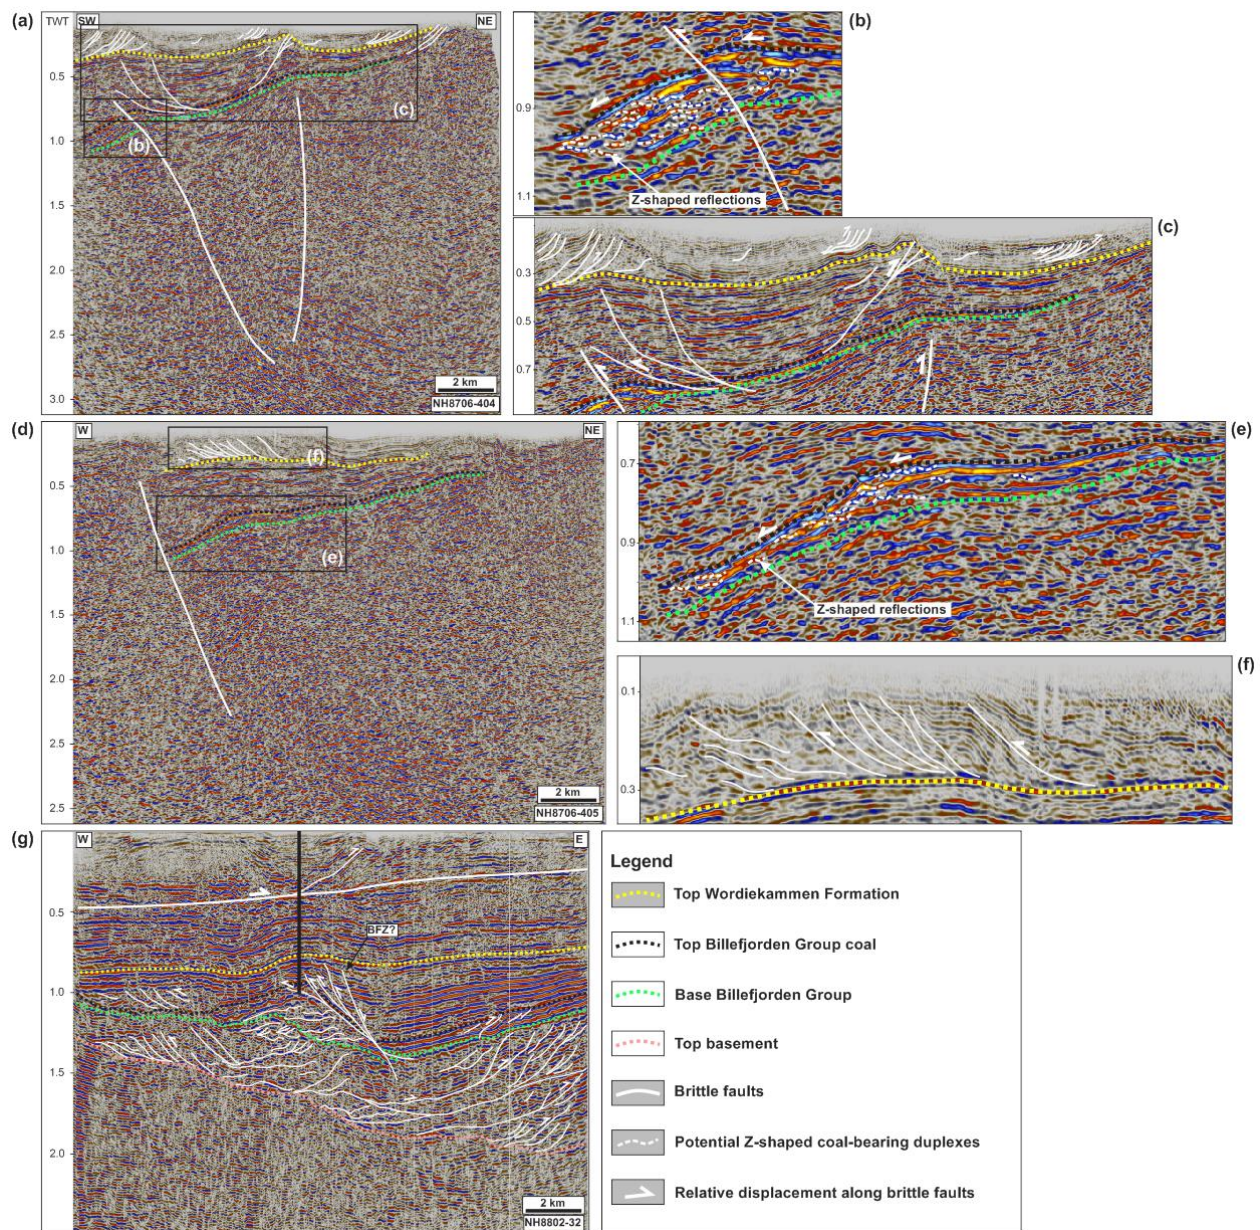 (a)
TWT
SW
NE
0.5
1.0
1.5
2.0
2.5
3.0
(b)
(c)
2 km
NH8706-404
(b)
0.9
1.1
Z-shaped reflections
(c)
0.3
0.5
0.7
(d)
W
NE
0.5
1.0
1.5
2.0
2.5
(f)
(e)
2 km
NH8706-405
(e)
0.7
0.9
1.1
Z-shaped reflections
(f)
0.1
0.3
(g)
W
E
0.5
1.0
1.5
2.0
BFZ?
2 km
NH8802-32
Legend
Top Wordiekammen Formation
Top Billefjorden Group coal
Base Billefjorden Group
Top basement
Brittle faults
Potential Z-shaped coal-bearing duplexes
Relative displacement along brittle faults